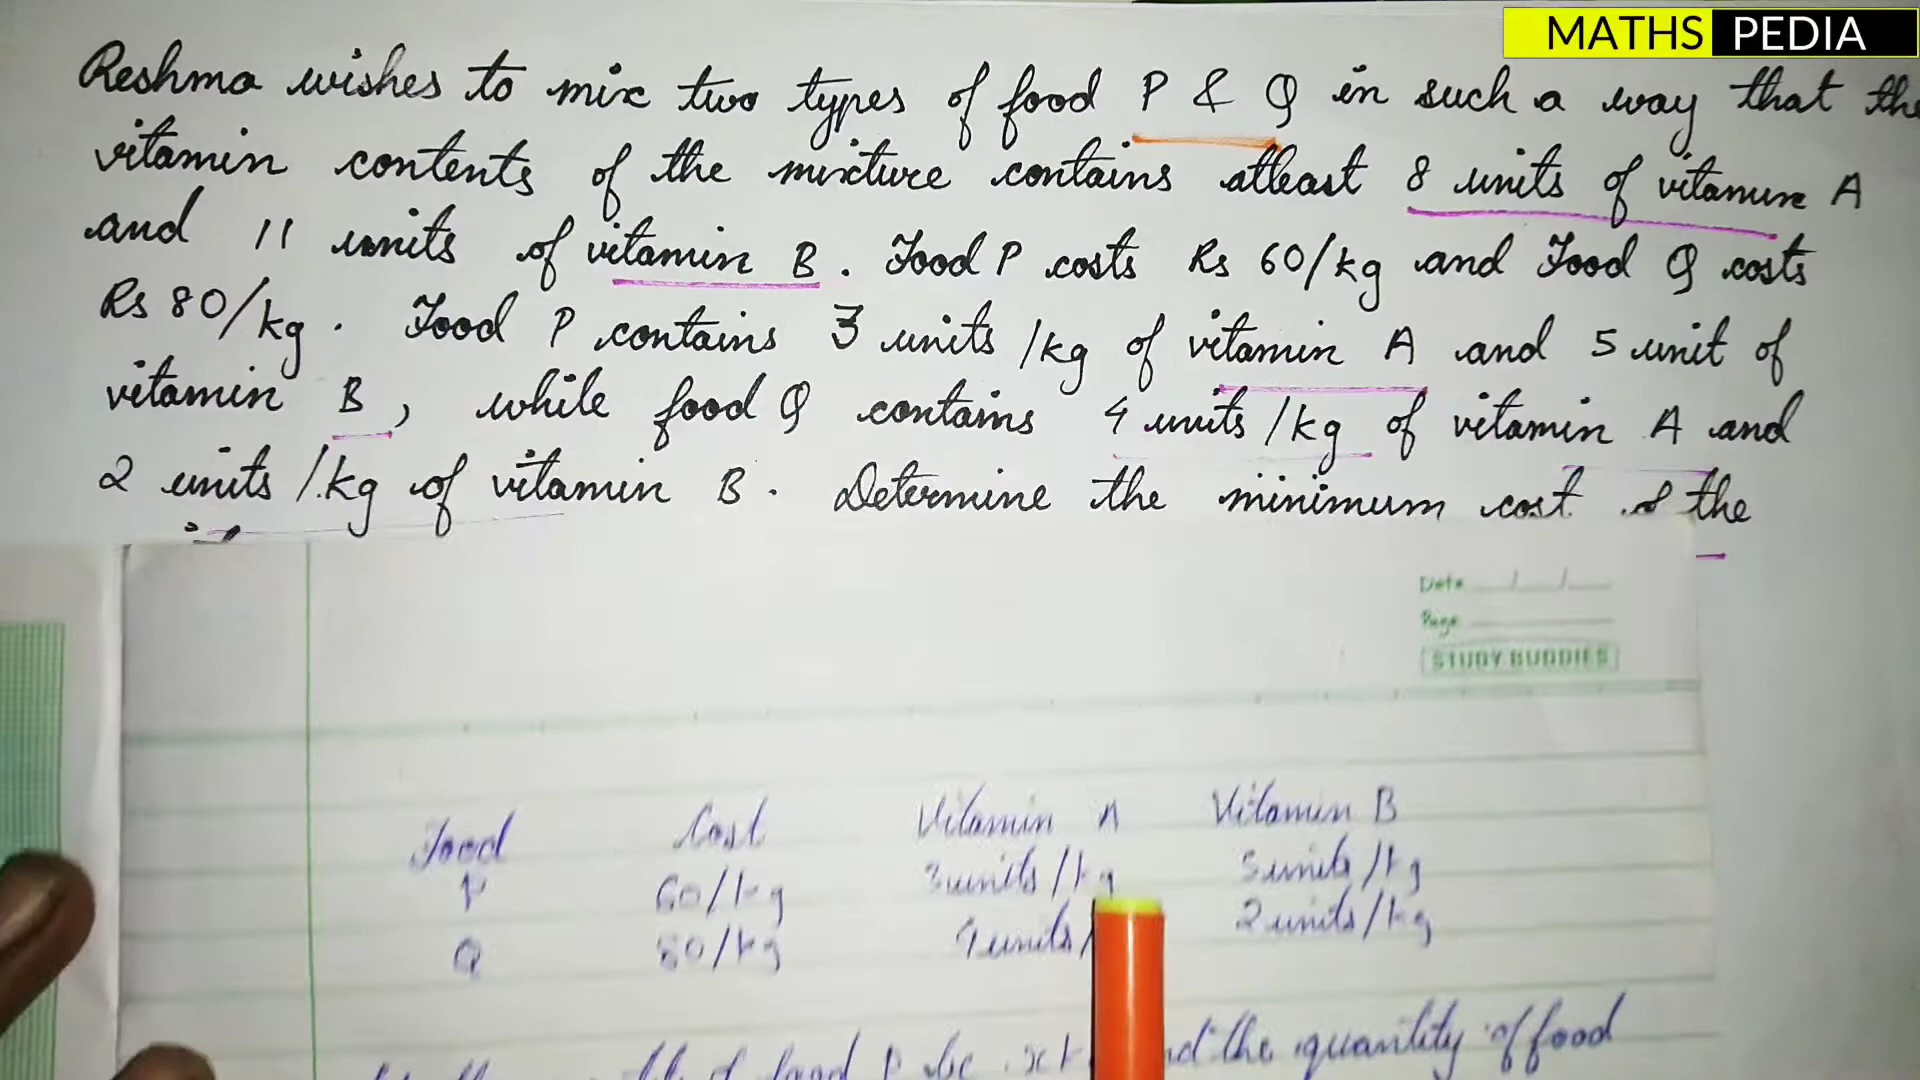 MATHS PEDIA
Reshma wishes to mix two types of food P & Q in such a way that the
vitamin contents of the mixture contains atleast 8 units of vitamin A
and 11 units of vitamin B. Food P costs Rs 60/kg and Food Q costs
Rs 80/kg. Food P contains 3 units /kg of vitamin A and 5 unit of
vitamin B, while food Q contains 4 units /kg of vitamin A and
2 units /kg of vitamin B. Determine the minimum cost of the
Date
Page
STUDY BUDDIES
Food Cost Vitamin A Vitamin B
P 60/kg 3units/kg 5units/kg
Q 80/kg 4units/ 2units/kg
food P be the quantity of food